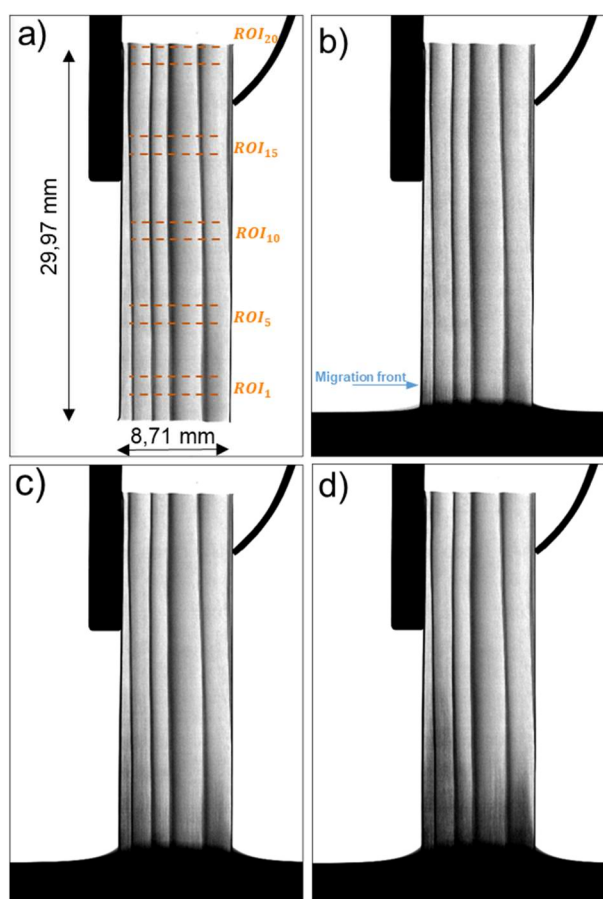 a)
ROI20
ROI15
ROI10
ROI5
ROI1
29,97 mm
8,71 mm
b)
Migration front
c)
d)